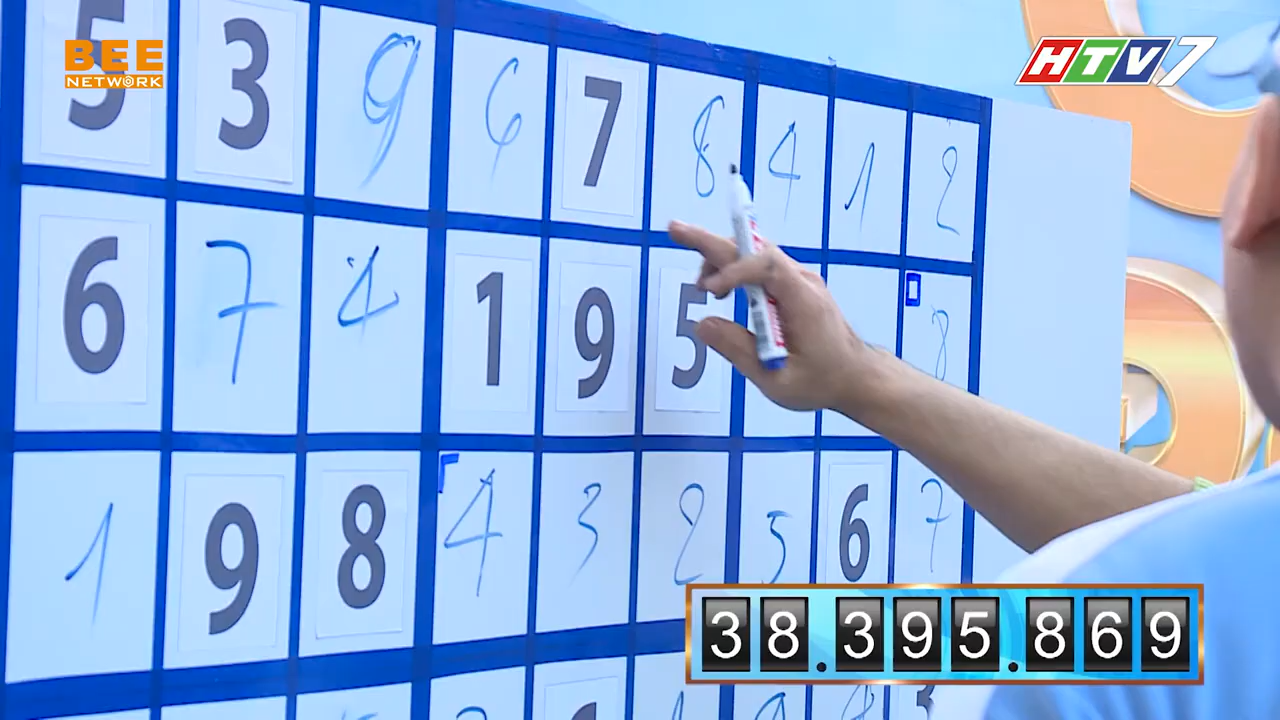 BEE
NETWORK
HTV7
5 3 9 6 7 8 4 1 2
6 7 4 1 9 5 8
1 9 8 4 3 2 5 6 7
38.395.869